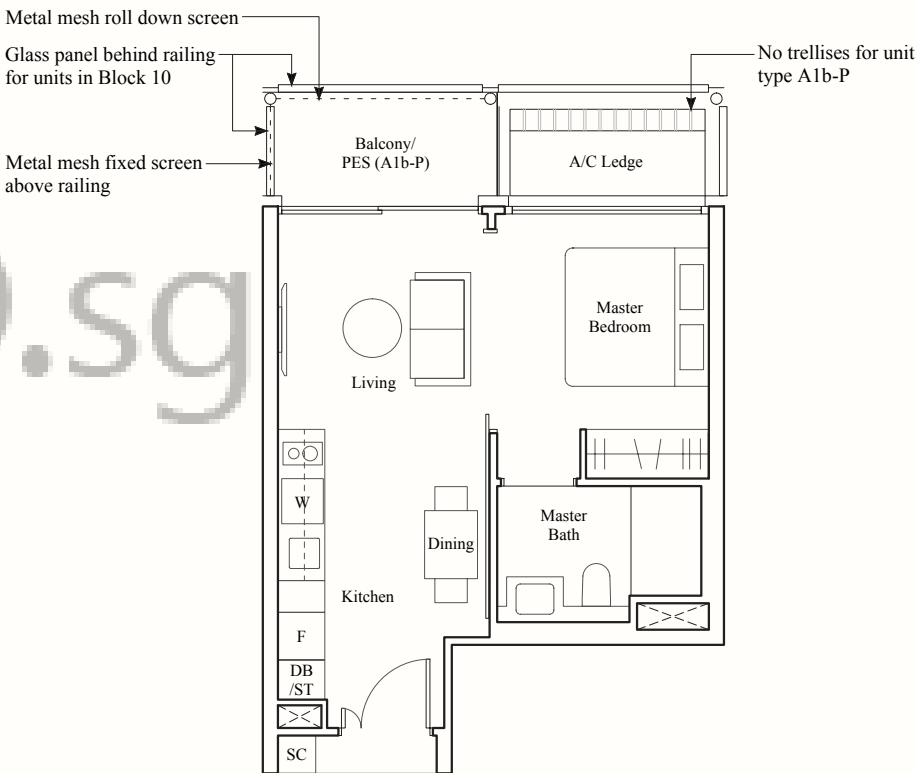 Metal mesh roll down screen
Glass panel behind railing
for units in Block 10
No trellises for unit
type A1b-P
Balcony/
PES (A1b-P)
A/C Ledge
Metal mesh fixed screen
above railing
.sg
Master
Bedroom
Living
W
Master
Bath
Dining
Kitchen
F
DB
/ST
SC